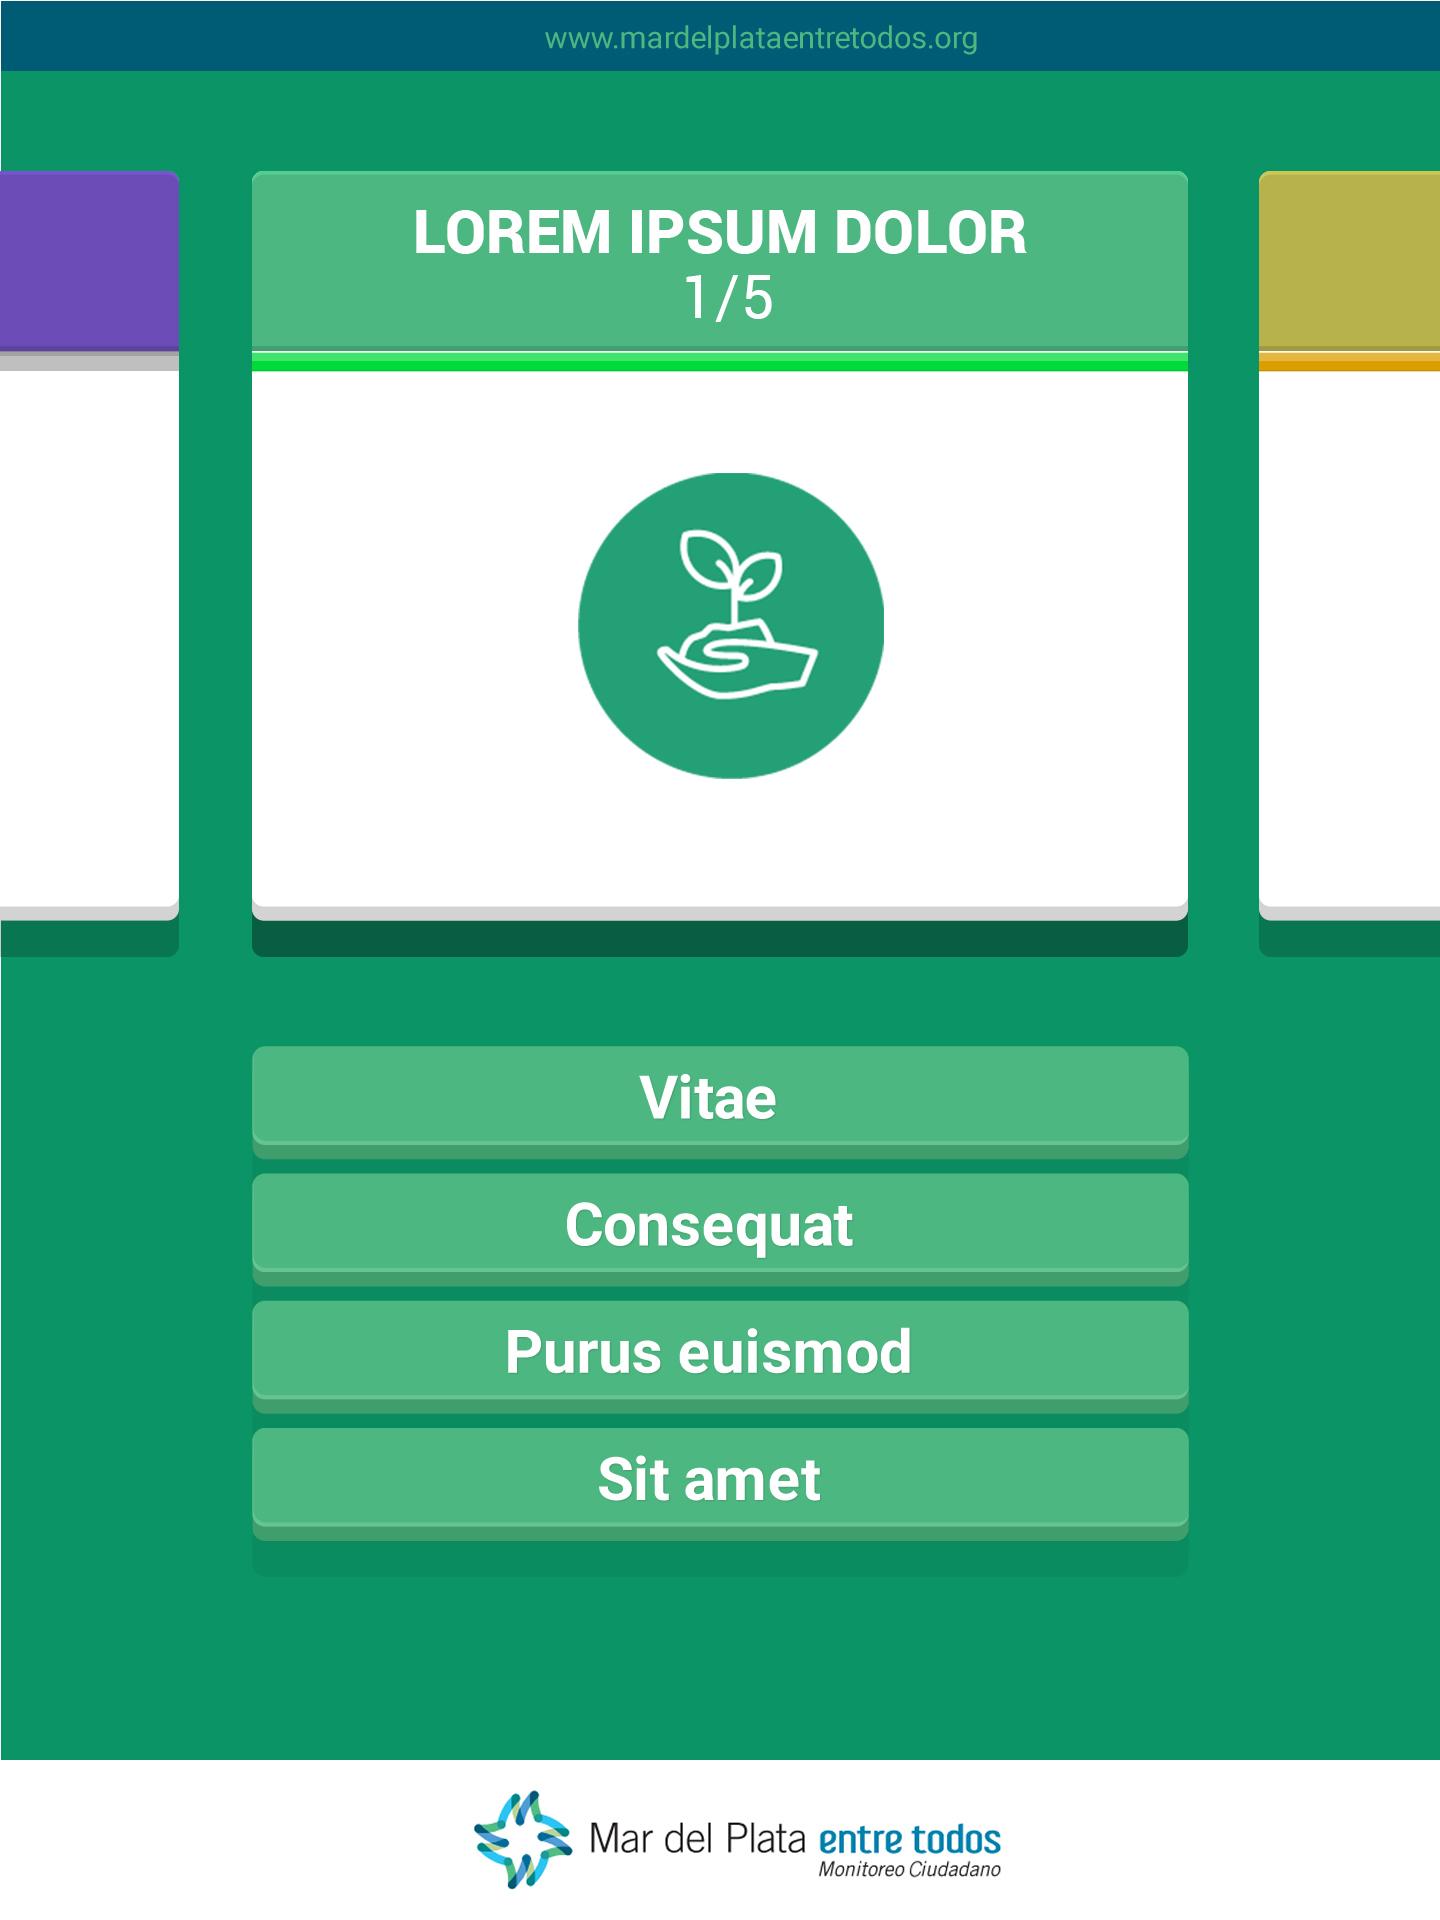 www.mardelplataentretodos.org
LOREM IPSUM DOLOR
1/5
Vitae
Consequat
Purus euismod
Sit amet
Mar del Plata entre todos
Monitoreo Ciudadano